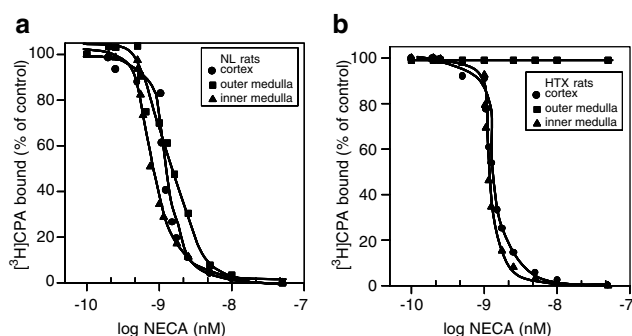 a
[³H]CPA bound (% of control)
100
80
60
40
20
0
NL rats
cortex
outer medulla
inner medulla
-10
-9
-8
-7
log NECA (nM)
b
[³H]CPA bound (% of control)
100
80
60
40
20
0
HTX rats
cortex
outer medulla
inner medulla
-10
-9
-8
-7
log NECA (nM)